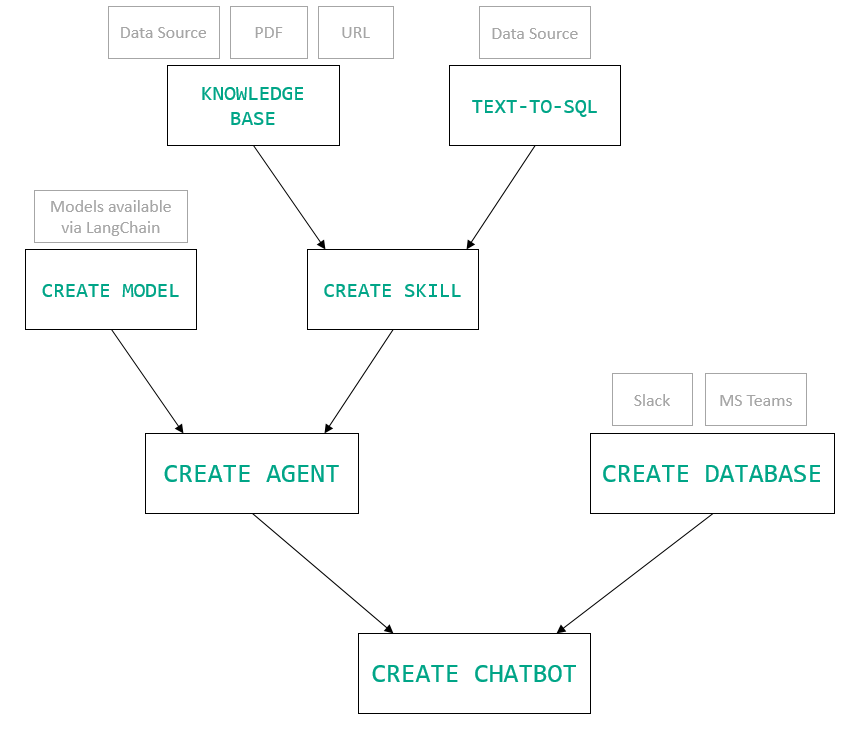 Data Source
PDF
URL
Data Source
KNOWLEDGE
BASE
TEXT-TO-SQL
Models available
via LangChain
CREATE MODEL
CREATE SKILL
Slack
MS Teams
CREATE AGENT
CREATE DATABASE
CREATE CHATBOT